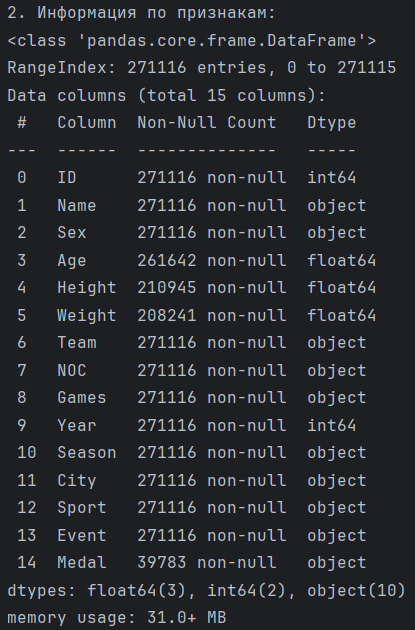 2. Информация по признакам:
<class 'pandas.core.frame.DataFrame'>
RangeIndex: 271116 entries, 0 to 271115
Data columns (total 15 columns):
 #   Column  Non-Null Count   Dtype
---  ------  --------------   -----
 0   ID      271116 non-null  int64
 1   Name    271116 non-null  object
 2   Sex     271116 non-null  object
 3   Age     261642 non-null  float64
 4   Height  210945 non-null  float64
 5   Weight  208241 non-null  float64
 6   Team    271116 non-null  object
 7   NOC     271116 non-null  object
 8   Games   271116 non-null  object
 9   Year    271116 non-null  int64
 10  Season  271116 non-null  object
 11  City    271116 non-null  object
 12  Sport   271116 non-null  object
 13  Event   271116 non-null  object
 14  Medal   39783 non-null   object
dtypes: float64(3), int64(2), object(10)
memory usage: 31.0+ MB